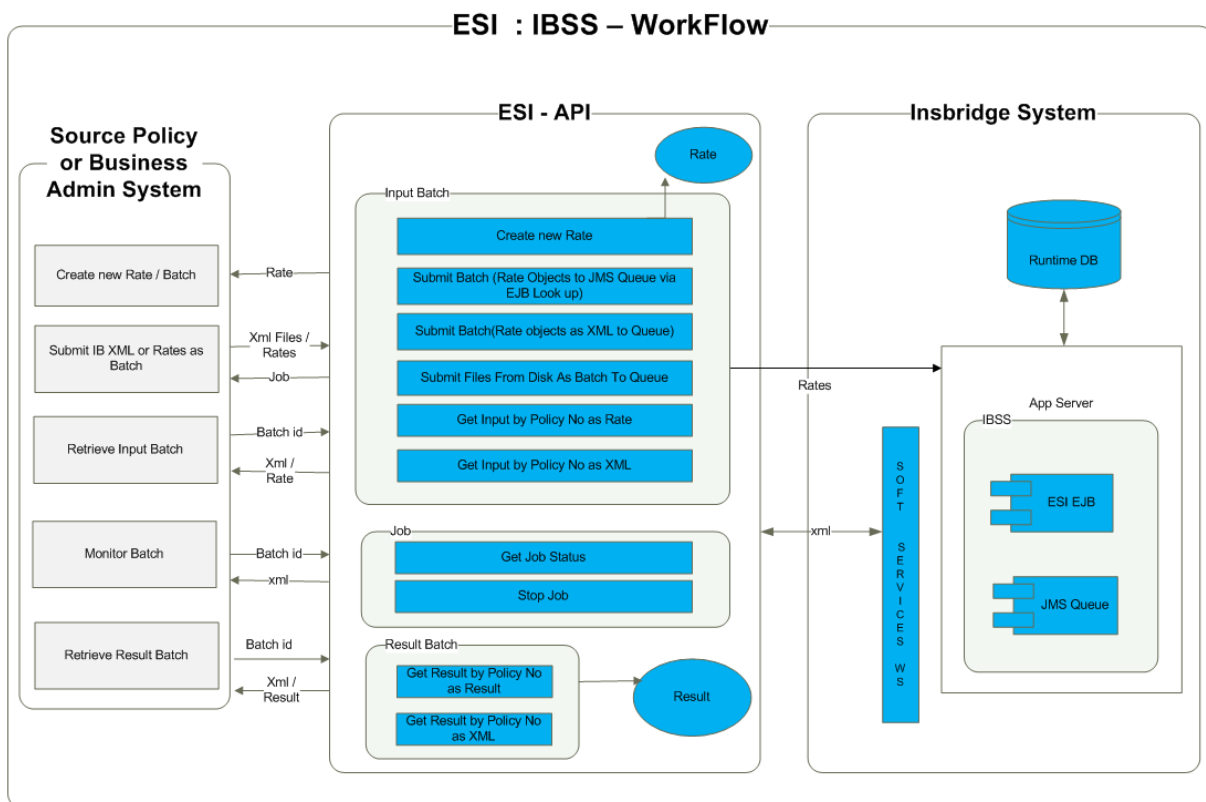 ESI : IBSS – WorkFlow
Source Policy
or Business
Admin System
Create new Rate / Batch
Submit IB XML or Rates as
Batch
Retrieve Input Batch
Monitor Batch
Retrieve Result Batch
Rate
Xml Files /
Rates
Job
Batch id
Xml /
Rate
Batch id
xml
Batch id
Xml /
Result
ESI - API
Rate
Input Batch
Create new Rate
Submit Batch (Rate Objects to JMS Queue via
EJB Look up)
Submit Batch(Rate objects as XML to Queue)
Submit Files From Disk As Batch To Queue
Get Input by Policy No as Rate
Get Input by Policy No as XML
Job
Get Job Status
Stop Job
Result Batch
Get Result by Policy No
as Result
Get Result by Policy No
as XML
Result
Rates
xml
Insbridge System
Runtime DB
App Server
IBSS
ESI EJB
JMS Queue
SOFT SERVICES WS